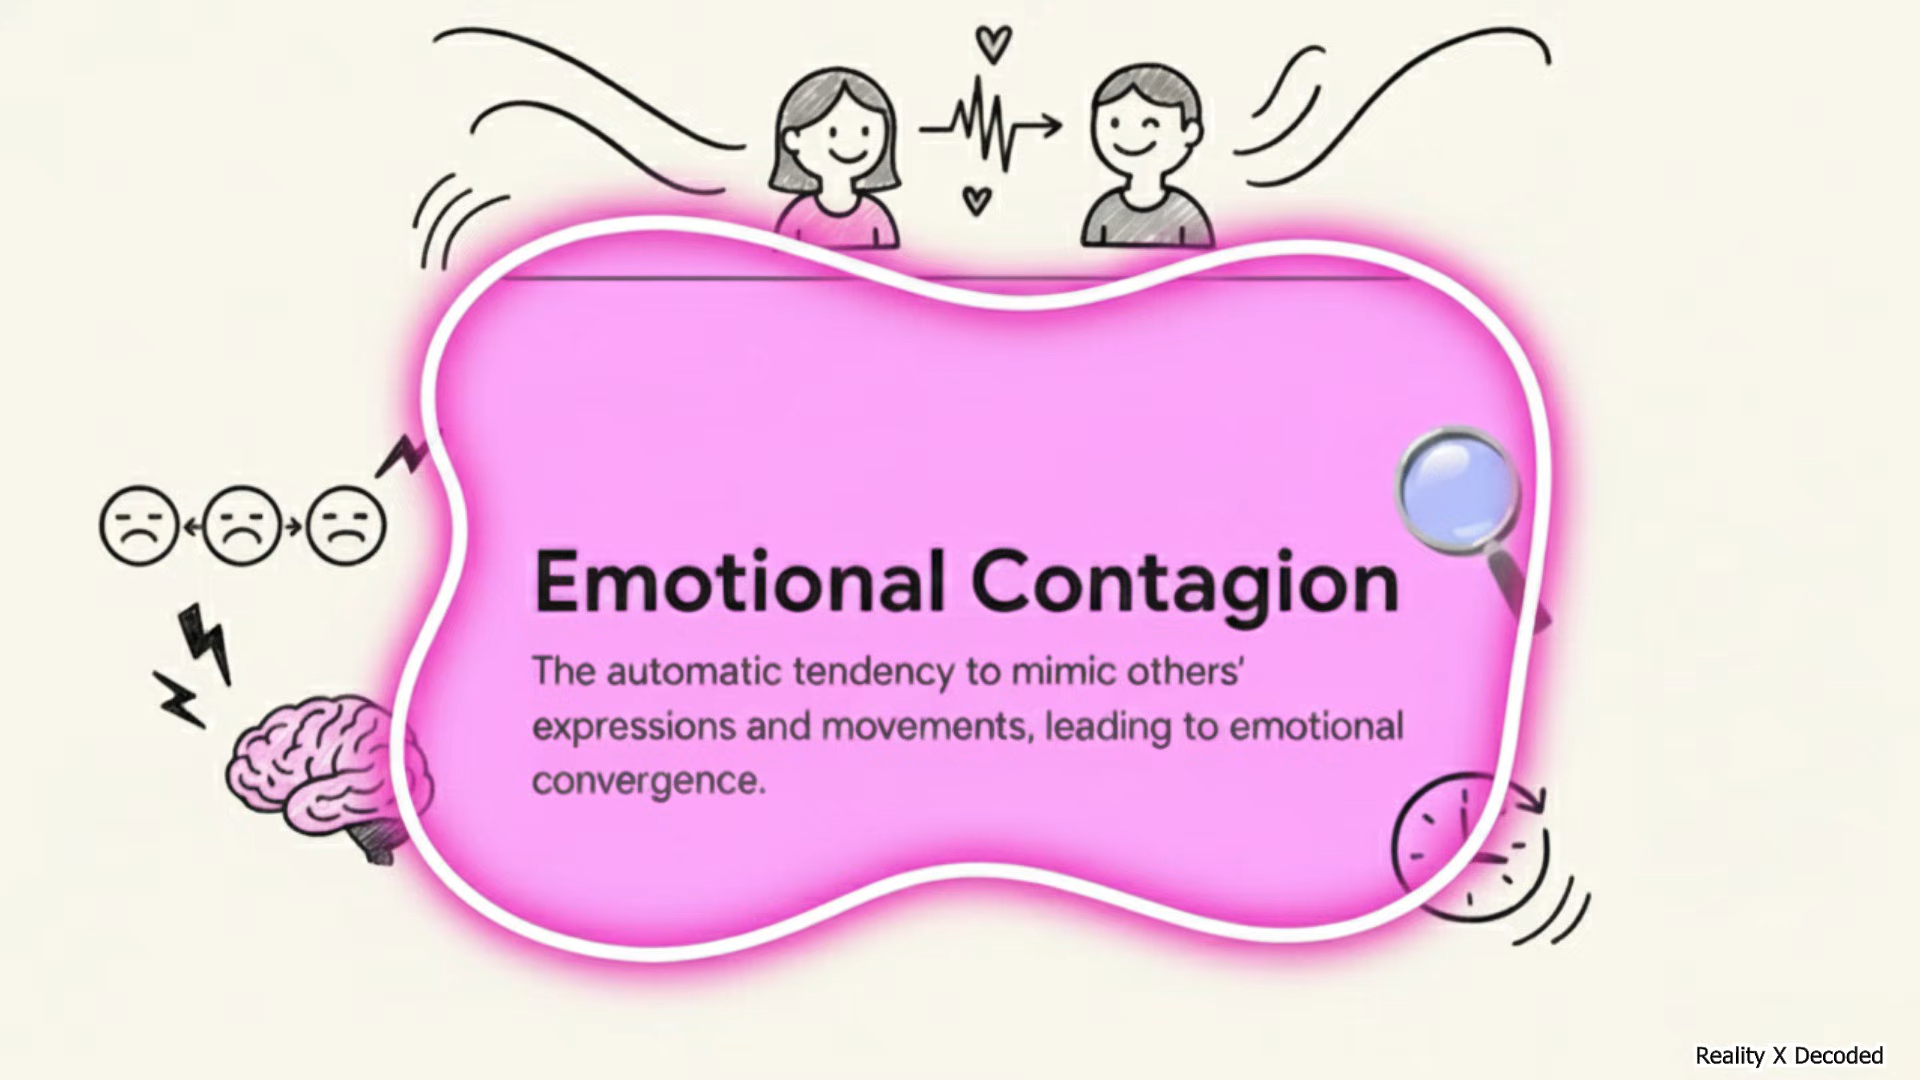 Emotional Contagion
The automatic tendency to mimic others'
expressions and movements, leading to emotional
convergence.
Reality X Decoded